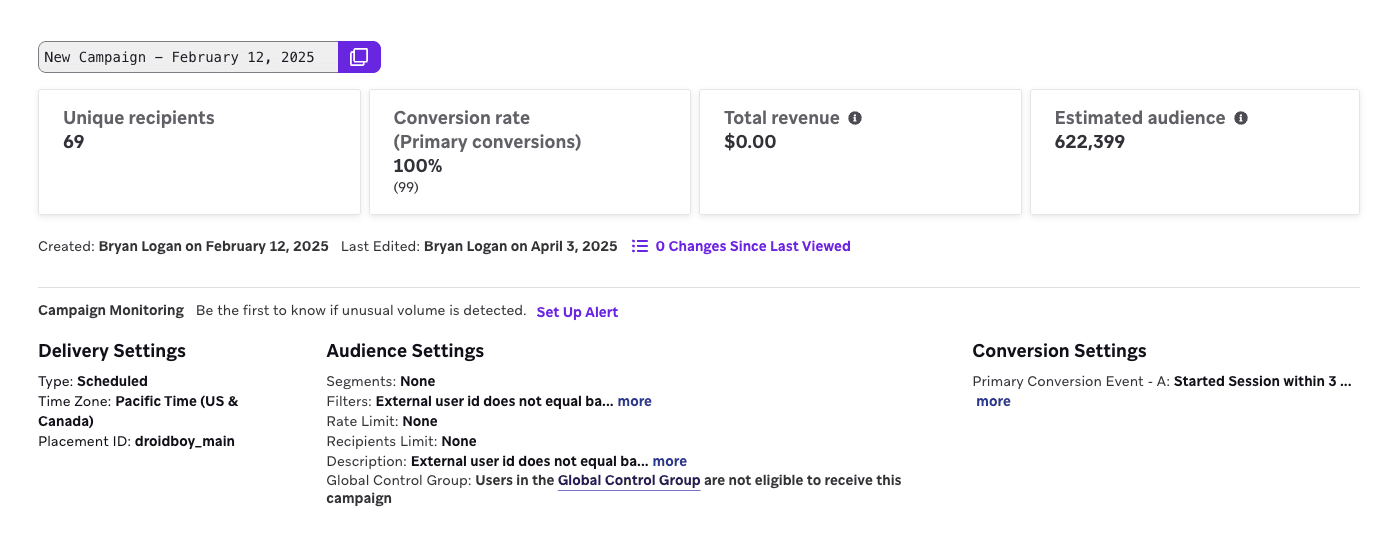 New Campaign – February 12, 2025
Unique recipients
69
Conversion rate
(Primary conversions)
100%
(99)
Total revenue
$0.00
Estimated audience
622,399
Created: Bryan Logan on February 12, 2025 Last Edited: Bryan Logan on April 3, 2025 0 Changes Since Last Viewed
Campaign Monitoring Be the first to know if unusual volume is detected. Set Up Alert
Delivery Settings
Type: Scheduled
Time Zone: Pacific Time (US &
Canada)
Placement ID: droidboy_main
Audience Settings
Segments: None
Filters: External user id does not equal ba... more
Rate Limit: None
Recipients Limit: None
Description: External user id does not equal ba... more
Global Control Group: Users in the Global Control Group are not eligible to receive this
campaign
Conversion Settings
Primary Conversion Event - A: Started Session within 3 ...
more